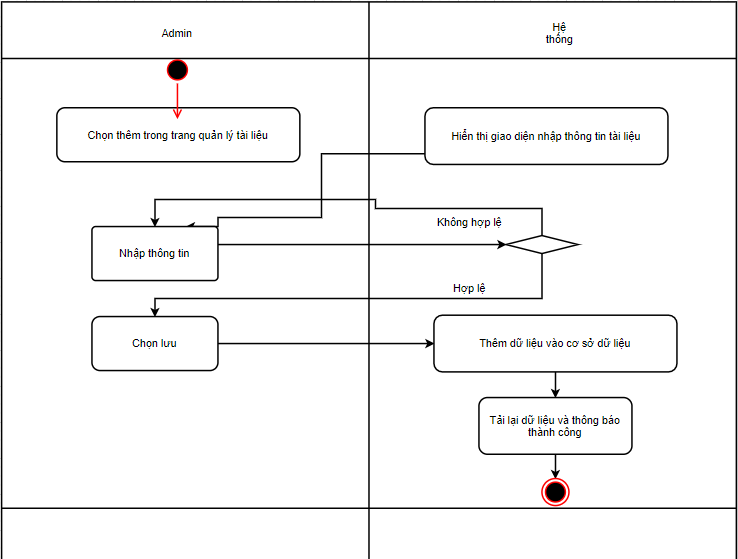 Admin
Hệ
thống
Chọn thêm trong trang quản lý tài liệu
Hiển thị giao diện nhập thông tin tài liệu
Không hợp lệ
Nhập thông tin
Hợp lệ
Chọn lưu
Thêm dữ liệu vào cơ sở dữ liệu
Tải lại dữ liệu và thông báo
thành công